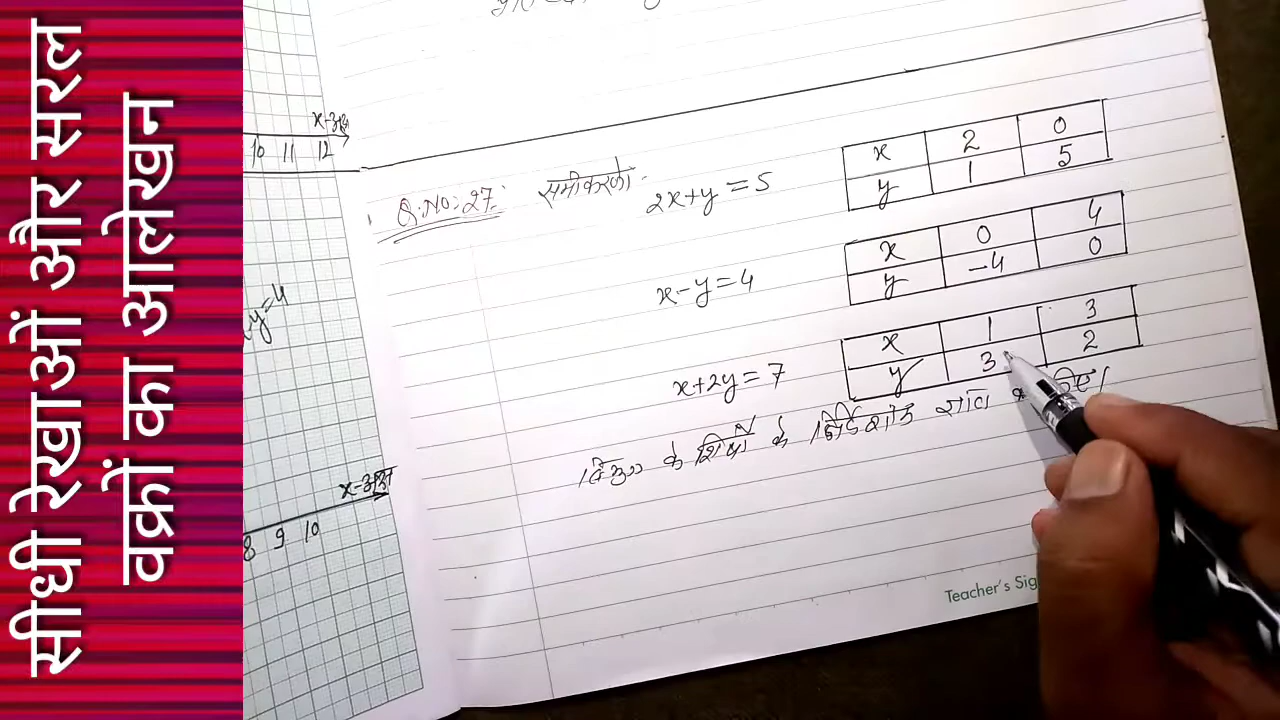 सीधी रेखाओं और सरल
वक्रों का आलेखन
x-अक्ष
10 11 12
y=4
x-अक्ष
8 9 10
Q.NO:-27: समीकरणों
2x+y=5
x 2 0
y 1 5
x-y=4
x 0 4
y -4 0
x+2y=7
x 1 3
y 3 2
के शीर्षों के निर्देशांक ज्ञात
Teacher's Sig